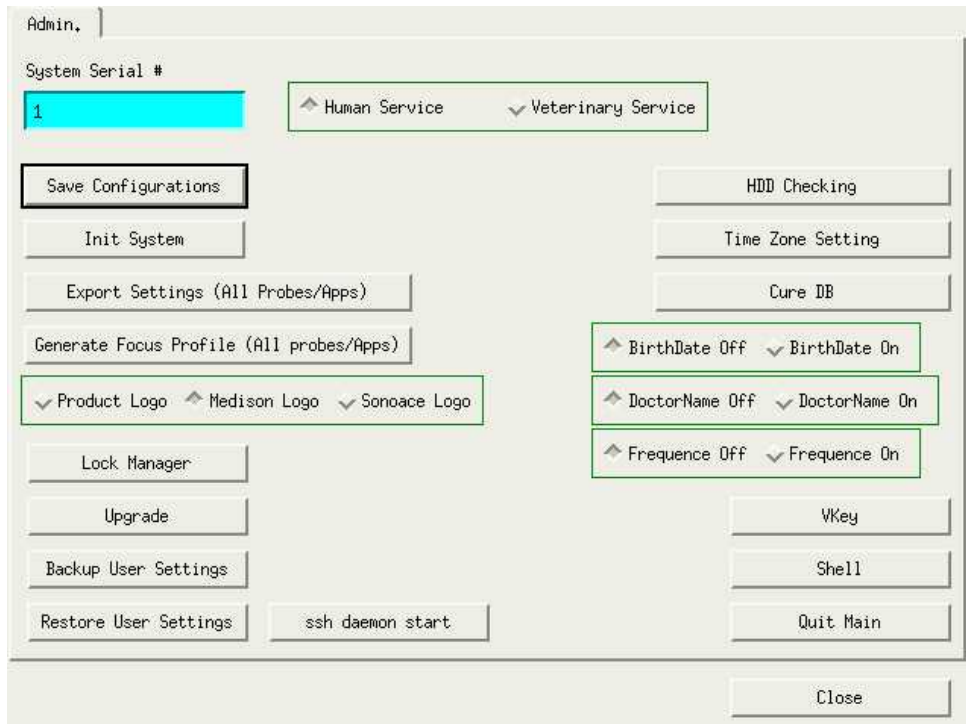 Admin.
System Serial #
1
Human Service Veterinary Service
Save Configurations HDD Checking
Init System Time Zone Setting
Export Settings (All Probes/Apps) Cure DB
Generate Focus Profile (All probes/Apps) BirthDate Off BirthDate On
Product Logo Medison Logo Sonoace Logo DoctorName Off DoctorName On
Lock Manager Frequence Off Frequence On
Upgrade VKey
Backup User Settings Shell
Restore User Settings ssh daemon start Quit Main
Close